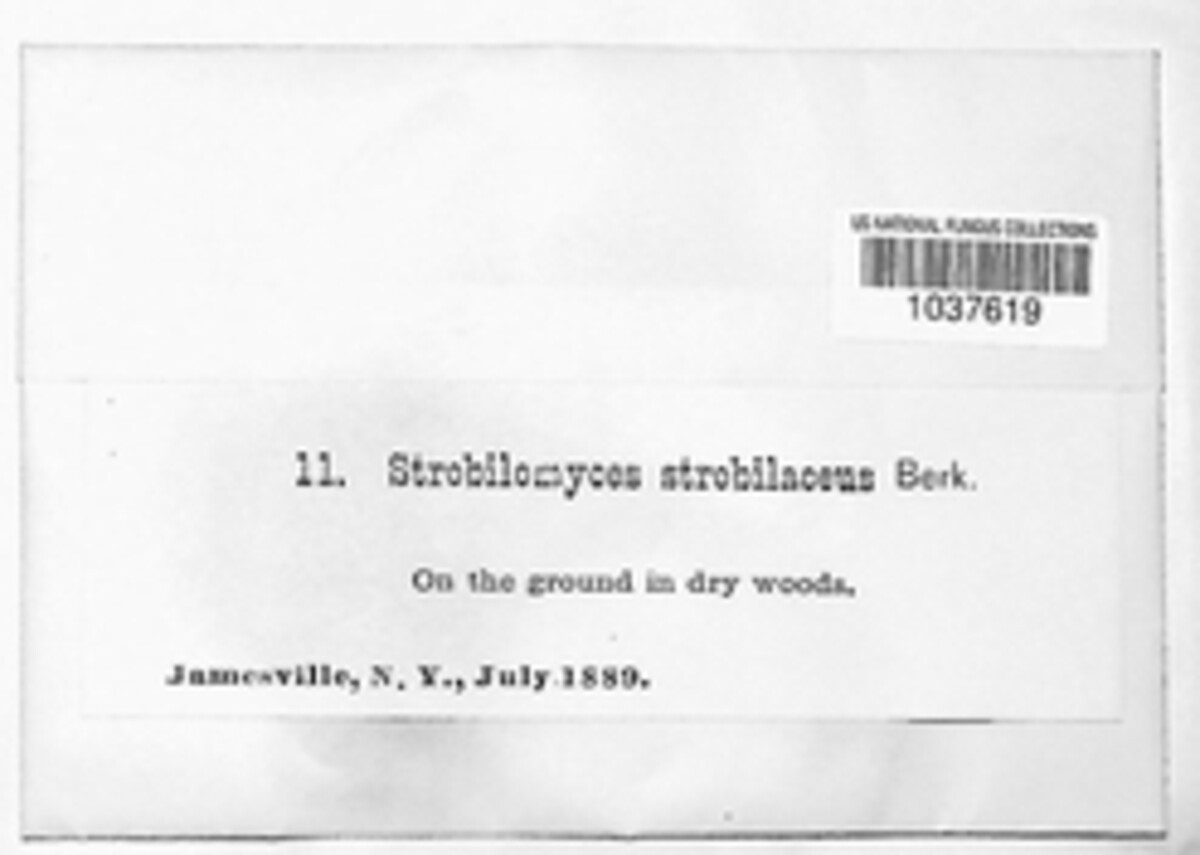 US NATIONAL FUNGUS COLLECTIONS
1037619
11. Strobilomyces strobilaceus Berk.
On the ground in dry woods.
Jamesville, N. Y., July 1889.